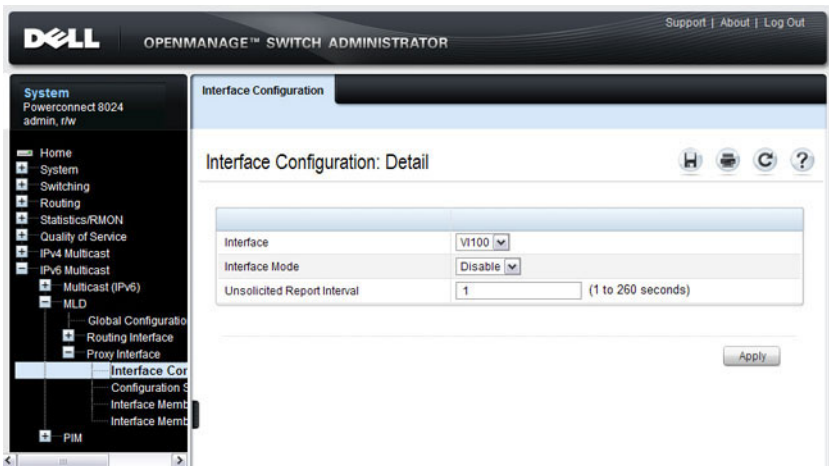 Support | About | Log Out
DELL
OPENMANAGE™ SWITCH ADMINISTRATOR
System
Powerconnect 8024
admin, r/w
Interface Configuration
Home
System
Switching
Routing
Statistics/RMON
Quality of Service
IPv4 Multicast
IPv6 Multicast
Multicast (IPv6)
MLD
Global Configuratio
Routing Interface
Proxy Interface
Interface Cor
Configuration S
Interface Memb
Interface Memb
PIM
Interface Configuration: Detail
Interface
Vl100
Interface Mode
Disable
Unsolicited Report Interval
1
(1 to 260 seconds)
Apply